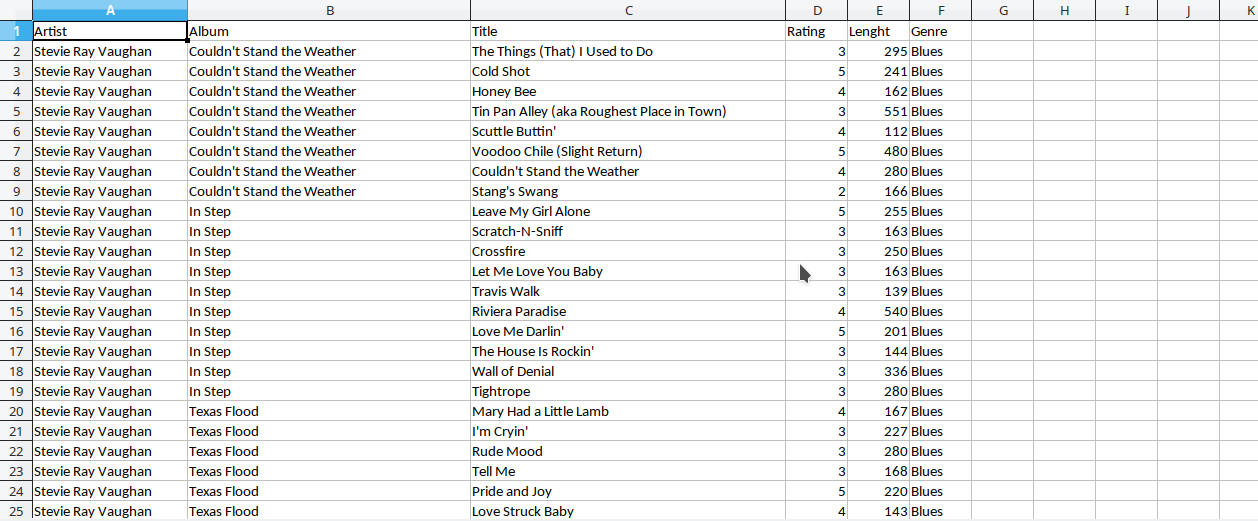 A B C D E F G H I J K
1 Artist Album Title Rating Lenght Genre
2 Stevie Ray Vaughan Couldn't Stand the Weather The Things (That) I Used to Do 3 295 Blues
3 Stevie Ray Vaughan Couldn't Stand the Weather Cold Shot 5 241 Blues
4 Stevie Ray Vaughan Couldn't Stand the Weather Honey Bee 4 162 Blues
5 Stevie Ray Vaughan Couldn't Stand the Weather Tin Pan Alley (aka Roughest Place in Town) 3 551 Blues
6 Stevie Ray Vaughan Couldn't Stand the Weather Scuttle Buttin' 4 112 Blues
7 Stevie Ray Vaughan Couldn't Stand the Weather Voodoo Chile (Slight Return) 5 480 Blues
8 Stevie Ray Vaughan Couldn't Stand the Weather Couldn't Stand the Weather 4 280 Blues
9 Stevie Ray Vaughan Couldn't Stand the Weather Stang's Swang 2 166 Blues
10 Stevie Ray Vaughan In Step Leave My Girl Alone 5 255 Blues
11 Stevie Ray Vaughan In Step Scratch-N-Sniff 3 163 Blues
12 Stevie Ray Vaughan In Step Crossfire 3 250 Blues
13 Stevie Ray Vaughan In Step Let Me Love You Baby 3 163 Blues
14 Stevie Ray Vaughan In Step Travis Walk 3 139 Blues
15 Stevie Ray Vaughan In Step Riviera Paradise 4 540 Blues
16 Stevie Ray Vaughan In Step Love Me Darlin' 5 201 Blues
17 Stevie Ray Vaughan In Step The House Is Rockin' 3 144 Blues
18 Stevie Ray Vaughan In Step Wall of Denial 3 336 Blues
19 Stevie Ray Vaughan In Step Tightrope 3 280 Blues
20 Stevie Ray Vaughan Texas Flood Mary Had a Little Lamb 4 167 Blues
21 Stevie Ray Vaughan Texas Flood I'm Cryin' 3 227 Blues
22 Stevie Ray Vaughan Texas Flood Rude Mood 3 280 Blues
23 Stevie Ray Vaughan Texas Flood Tell Me 3 168 Blues
24 Stevie Ray Vaughan Texas Flood Pride and Joy 5 220 Blues
25 Stevie Ray Vaughan Texas Flood Love Struck Baby 4 143 Blues